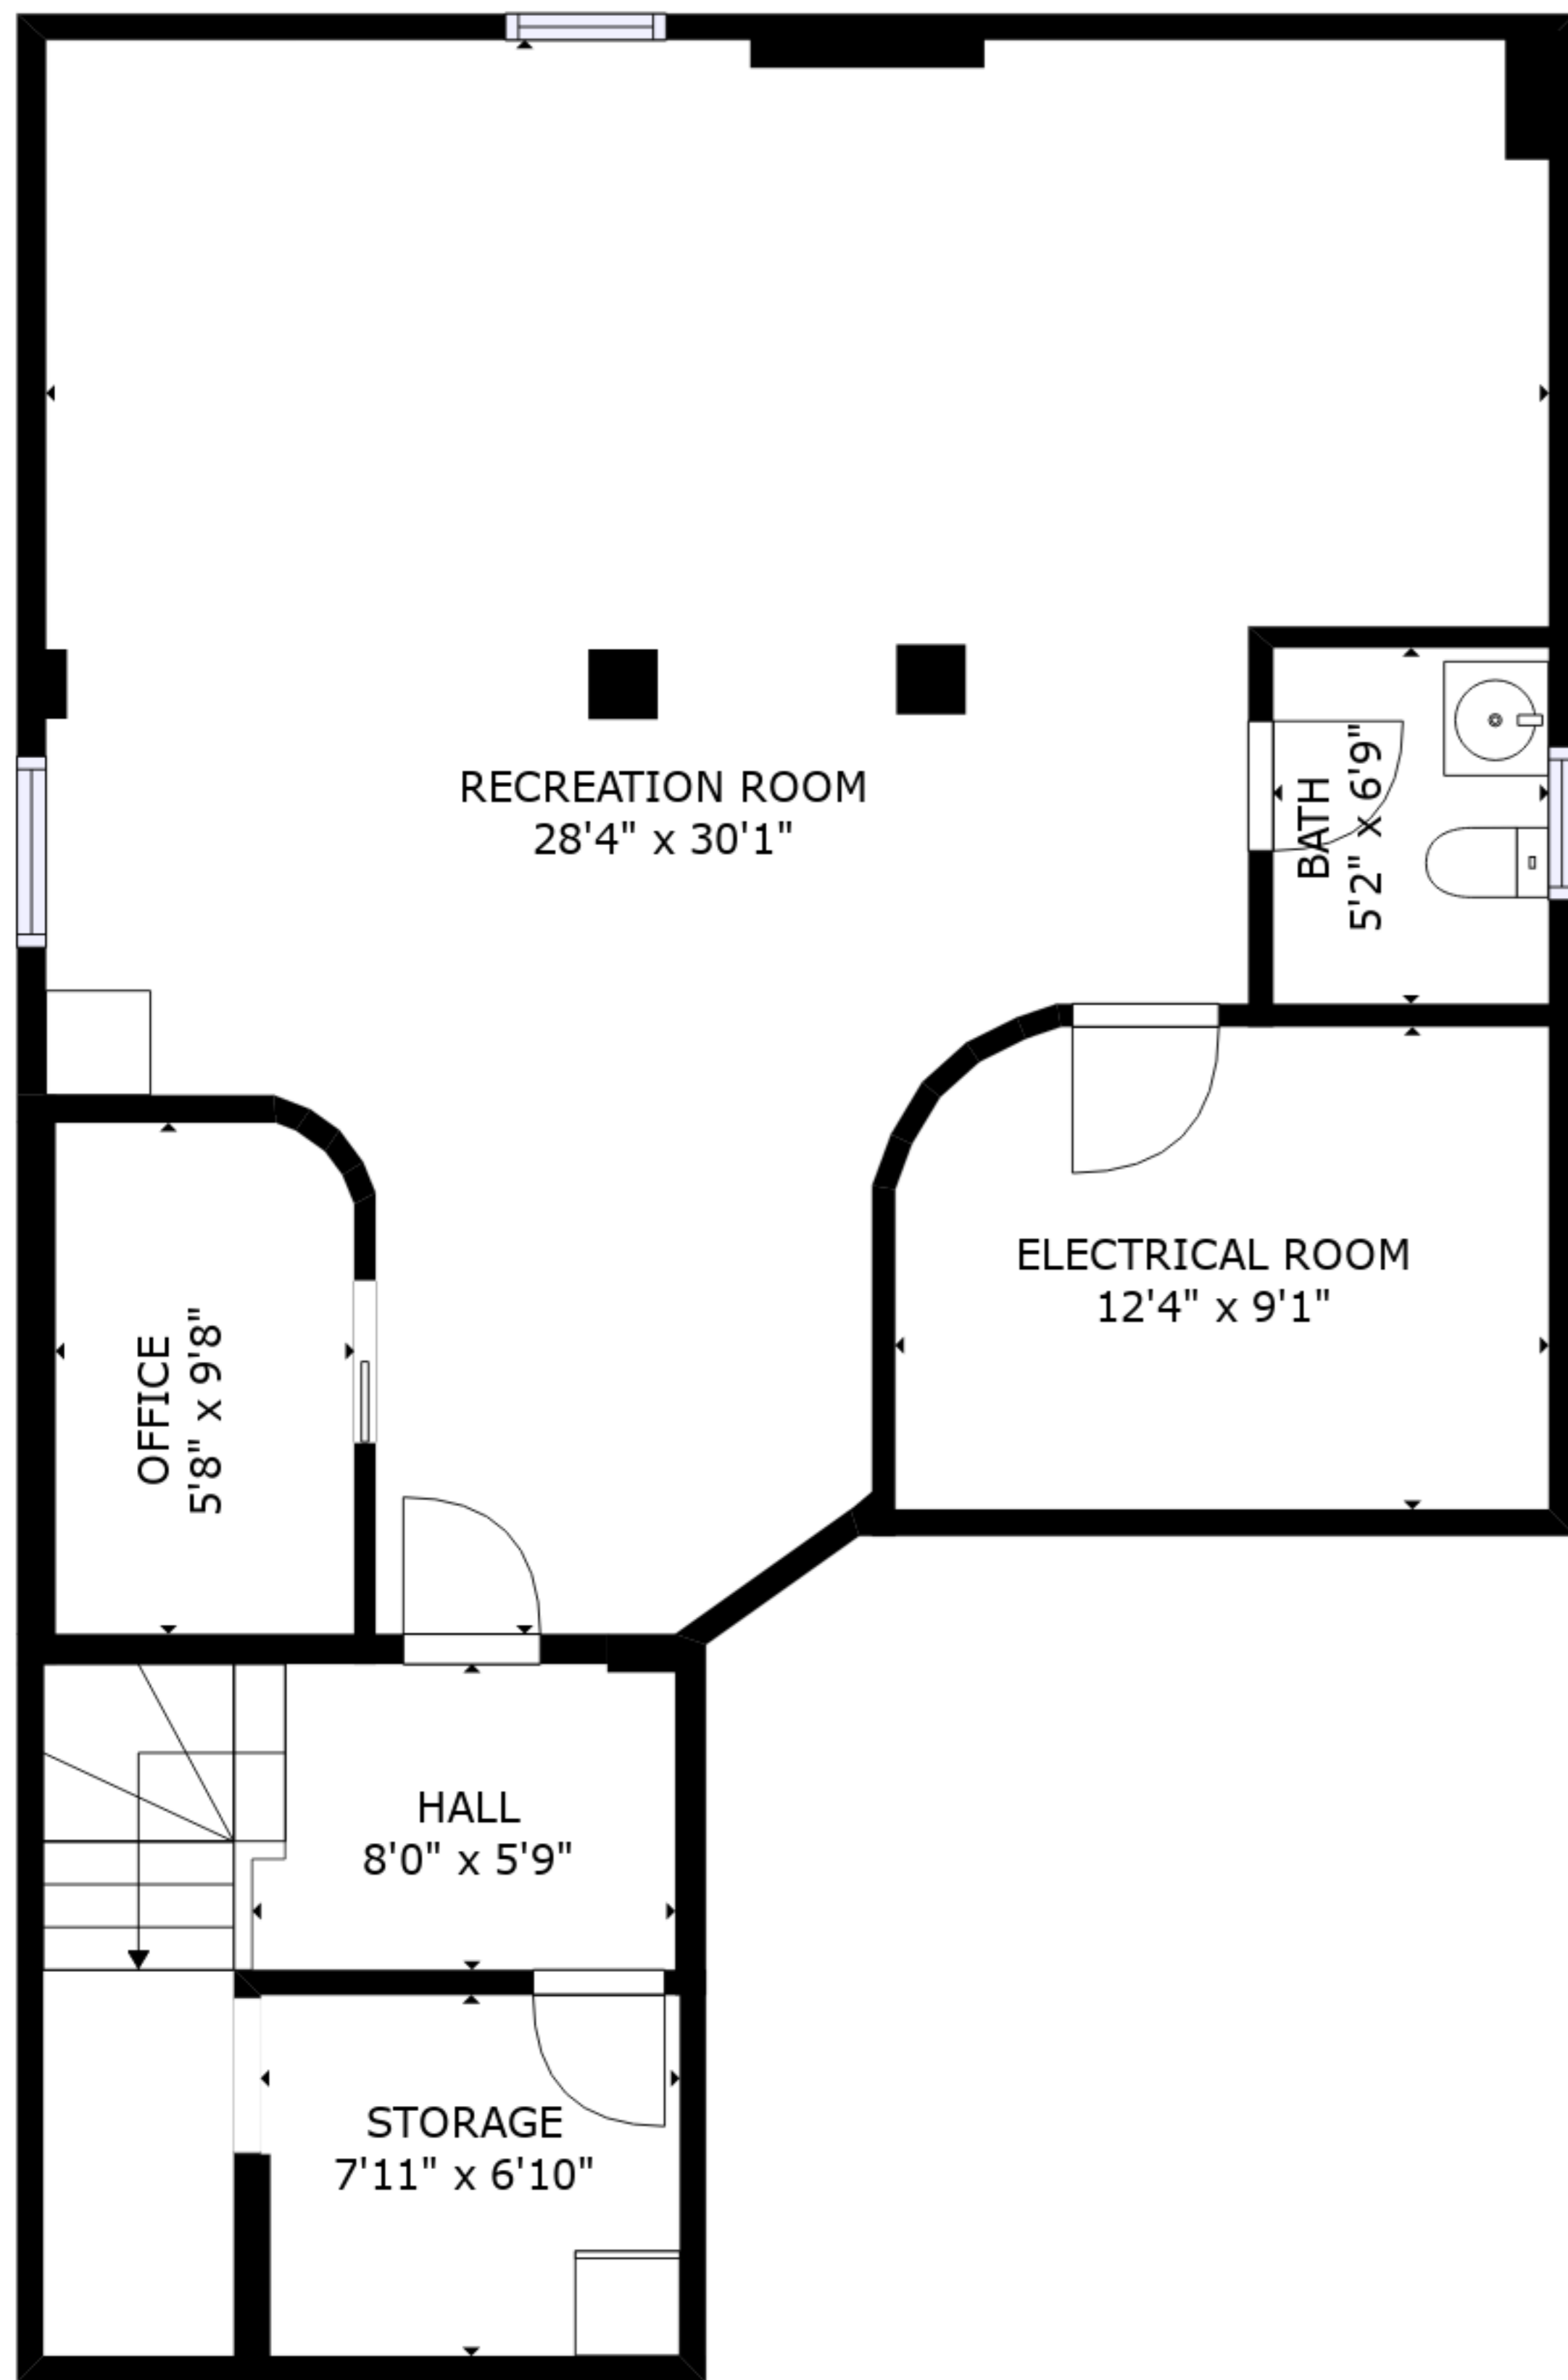 RECREATION ROOM
28'4" x 30'1"
BATH
5'2" x 6'9"
ELECTRICAL ROOM
12'4" x 9'1"
OFFICE
5'8" x 9'8"
HALL
8'0" x 5'9"
STORAGE
7'11" x 6'10"